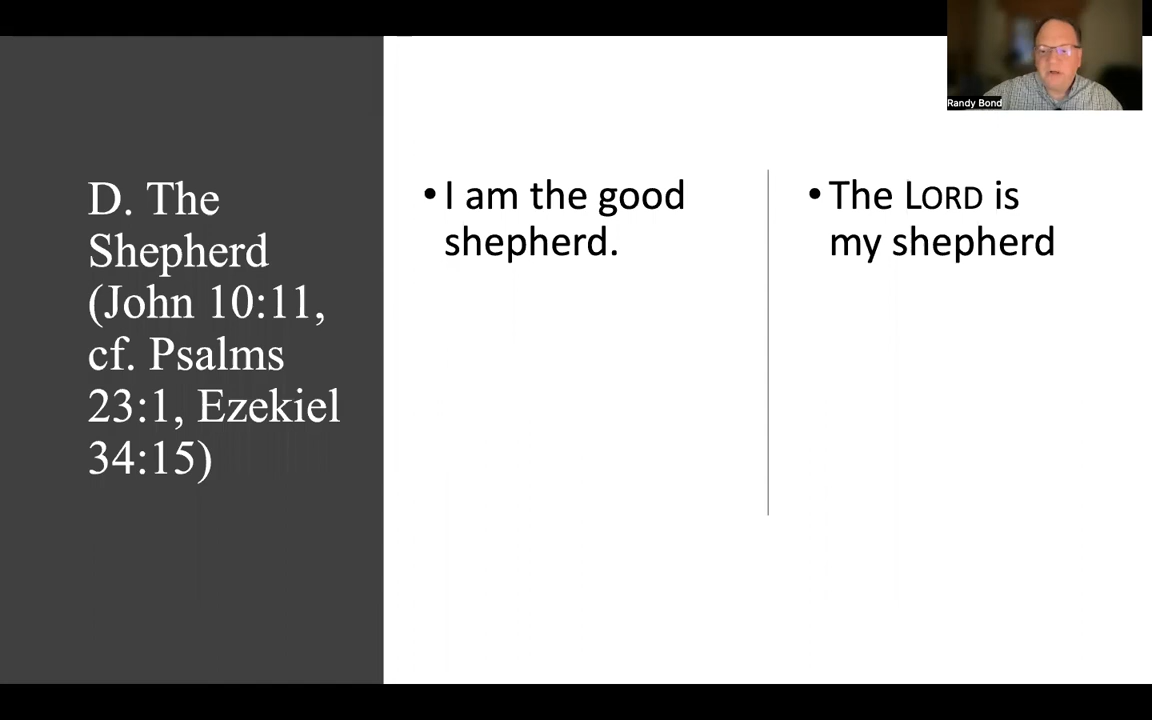 Randy Bond
D. The
Shepherd
(John 10:11,
cf. Psalms
23:1, Ezekiel
34:15)
• I am the good
shepherd.
• The LORD is
my shepherd